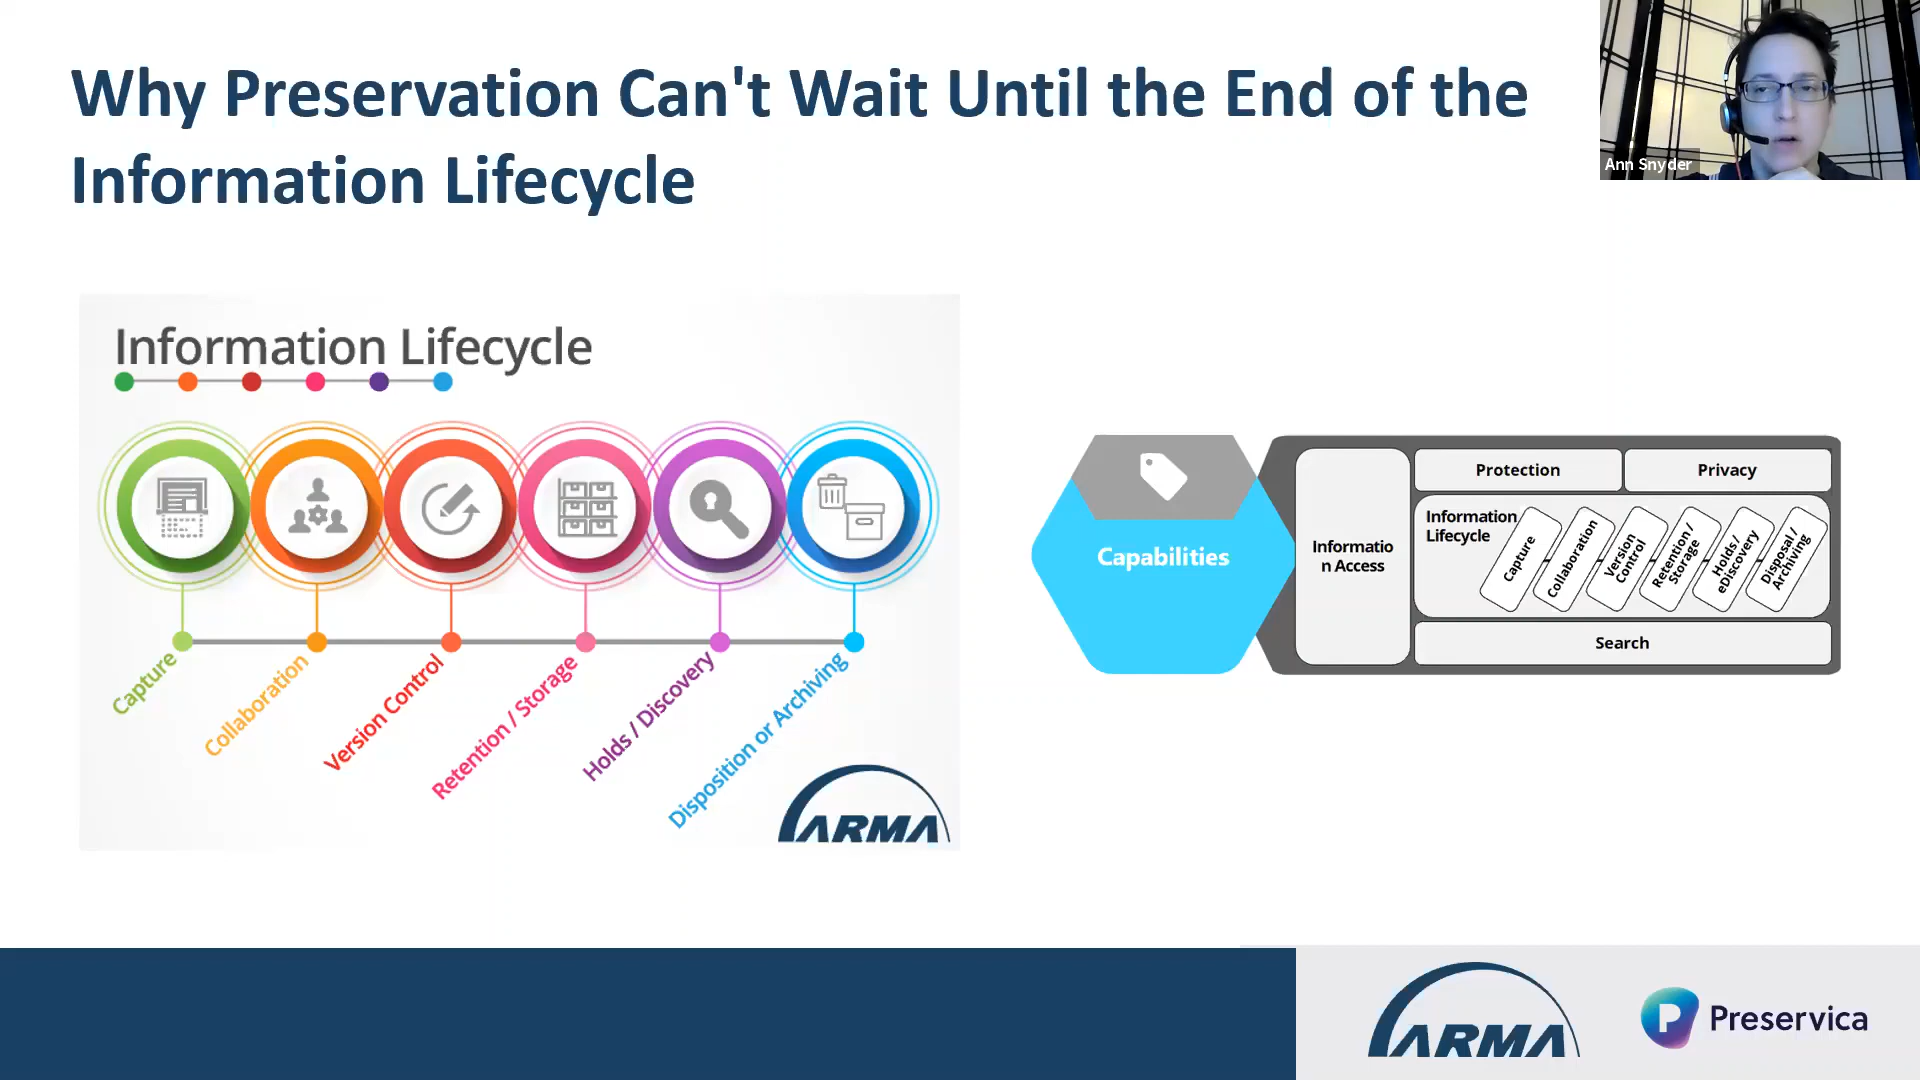 Why Preservation Can't Wait Until the End of the
Information Lifecycle
Ann Snyder
Information Lifecycle
Capture
Collaboration
Version Control
Retention / Storage
Holds / Discovery
Disposition or Archiving
ARMA
Capabilities
Informatio
n Access
Protection
Privacy
Information
Lifecycle
Capture
Collaboration
Version
Control
Retention /
Storage
Holds /
eDiscovery
Disposal /
Archiving
Search
ARMA
P
Preservica